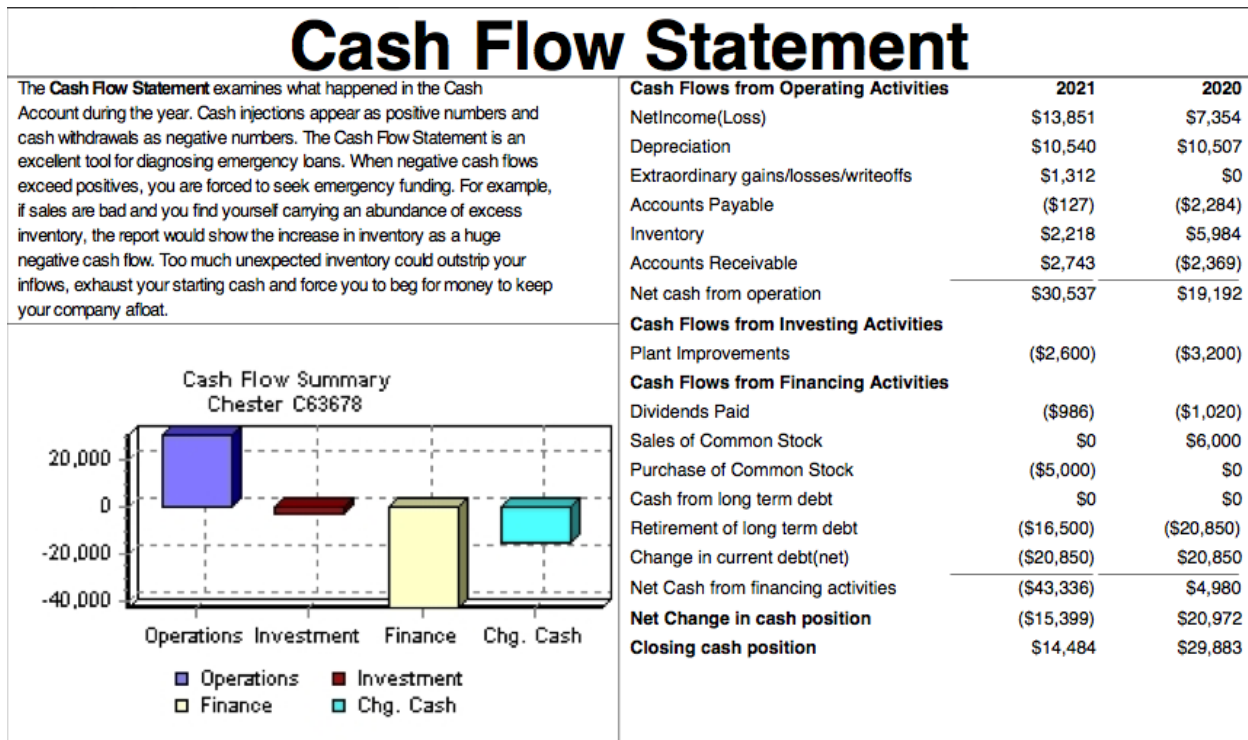 Cash Flow Statement
The Cash Flow Statement examines what happened in the Cash
Account during the year. Cash injections appear as positive numbers and
cash withdrawals as negative numbers. The Cash Flow Statement is an
excellent tool for diagnosing emergency loans. When negative cash flows
exceed positives, you are forced to seek emergency funding. For example,
if sales are bad and you find yourself carrying an abundance of excess
inventory, the report would show the increase in inventory as a huge
negative cash flow. Too much unexpected inventory could outstrip your
inflows, exhaust your starting cash and force you to beg for money to keep
your company afloat.
Cash Flow Summary
Chester C63678
20,000
0
-20,000
-40,000
Operations Investment Finance Chg. Cash
Operations Investment
Finance Chg. Cash
Cash Flows from Operating Activities 2021 2020
NetIncome(Loss) $13,851 $7,354
Depreciation $10,540 $10,507
Extraordinary gains/losses/writeoffs $1,312 $0
Accounts Payable ($127) ($2,284)
Inventory $2,218 $5,984
Accounts Receivable $2,743 ($2,369)
Net cash from operation $30,537 $19,192
Cash Flows from Investing Activities
Plant Improvements ($2,600) ($3,200)
Cash Flows from Financing Activities
Dividends Paid ($986) ($1,020)
Sales of Common Stock $0 $6,000
Purchase of Common Stock ($5,000) $0
Cash from long term debt $0 $0
Retirement of long term debt ($16,500) ($20,850)
Change in current debt(net) ($20,850) $20,850
Net Cash from financing activities ($43,336) $4,980
Net Change in cash position ($15,399) $20,972
Closing cash position $14,484 $29,883